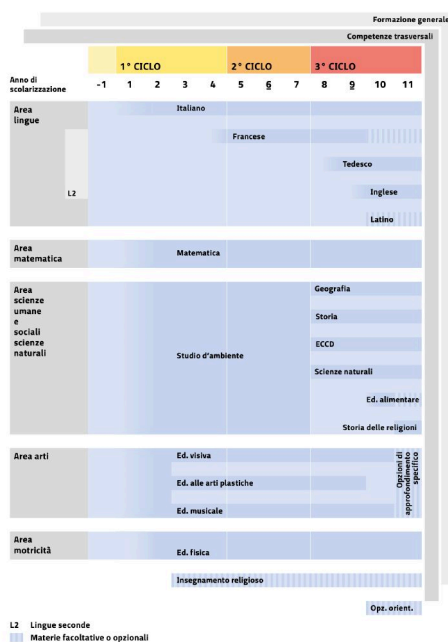 Formazione generale
Competenze trasversali
1° CICLO 2° CICLO 3° CICLO
Anno di
scolarizzazione
-1 1 2 3 4 5 6 7 8 9 10 11
Area
lingue
Italiano
Francese
Tedesco
L2
Inglese
Latino
Area
matematica
Matematica
Area
scienze
umane
e
sociali
scienze
naturali
Geografia
Storia
ECCD
Studio d'ambiente
Scienze naturali
Ed. alimentare
Storia delle religioni
Area arti
Ed. visiva
Ed. alle arti plastiche
Ed. musicale
Opzioni di
approfondimento
specifico
Area
motricità
Ed. fisica
Insegnamento religioso
Opz. orient.
L2 Lingue seconde
Materie facoltative o opzionali